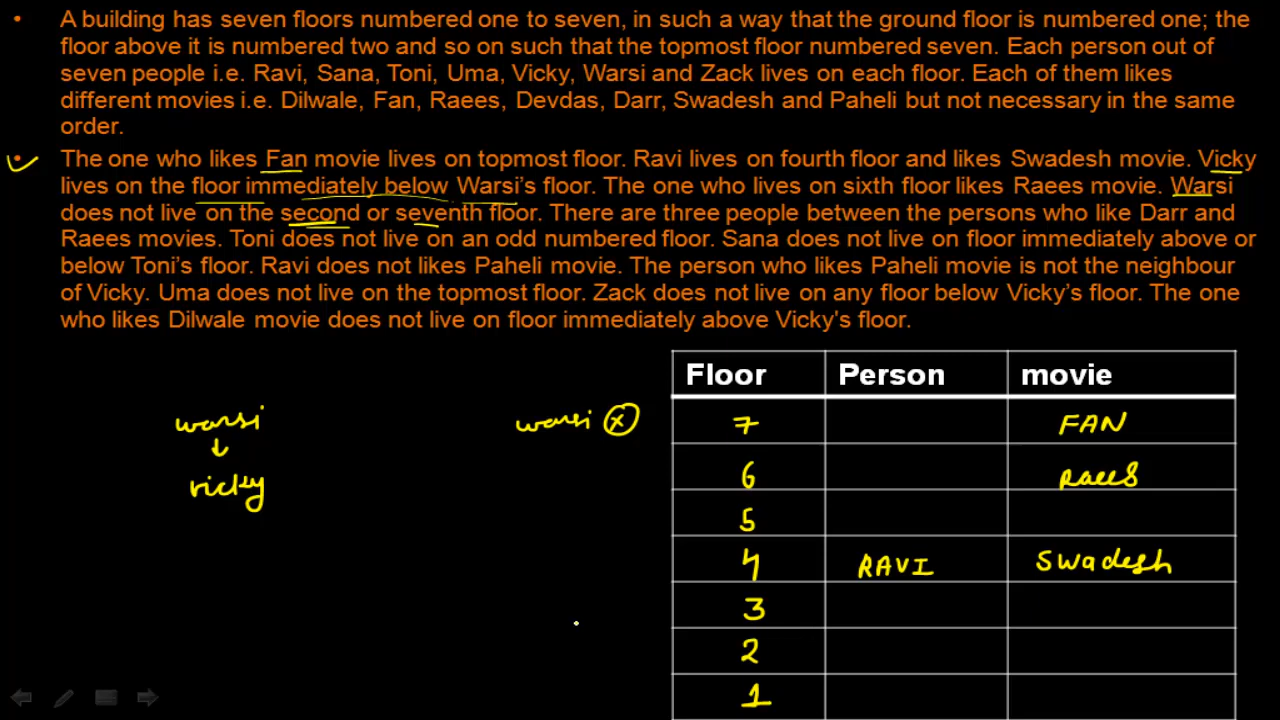 • A building has seven floors numbered one to seven, in such a way that the ground floor is numbered one; the
floor above it is numbered two and so on such that the topmost floor numbered seven. Each person out of
seven people i.e. Ravi, Sana, Toni, Uma, Vicky, Warsi and Zack lives on each floor. Each of them likes
different movies i.e. Dilwale, Fan, Raees, Devdas, Darr, Swadesh and Paheli but not necessary in the same
order.
• The one who likes Fan movie lives on topmost floor. Ravi lives on fourth floor and likes Swadesh movie. Vicky
lives on the floor immediately below Warsi's floor. The one who lives on sixth floor likes Raees movie. Warsi
does not live on the second or seventh floor. There are three people between the persons who like Darr and
Raees movies. Toni does not live on an odd numbered floor. Sana does not live on floor immediately above or
below Toni's floor. Ravi does not likes Paheli movie. The person who likes Paheli movie is not the neighbour
of Vicky. Uma does not live on the topmost floor. Zack does not live on any floor below Vicky's floor. The one
who likes Dilwale movie does not live on floor immediately above Vicky's floor.
Floor Person movie
warsi warsi x 7 FAN
vicky 6 Raees
5
4 RAVI Swadesh
3
2
1